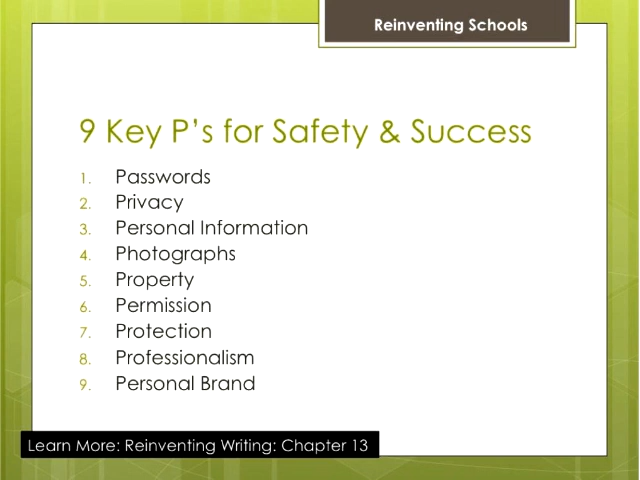 Reinventing Schools
9 Key P's for Safety & Success
1. Passwords
2. Privacy
3. Personal Information
4. Photographs
5. Property
6. Permission
7. Protection
8. Professionalism
9. Personal Brand
Learn More: Reinventing Writing: Chapter 13